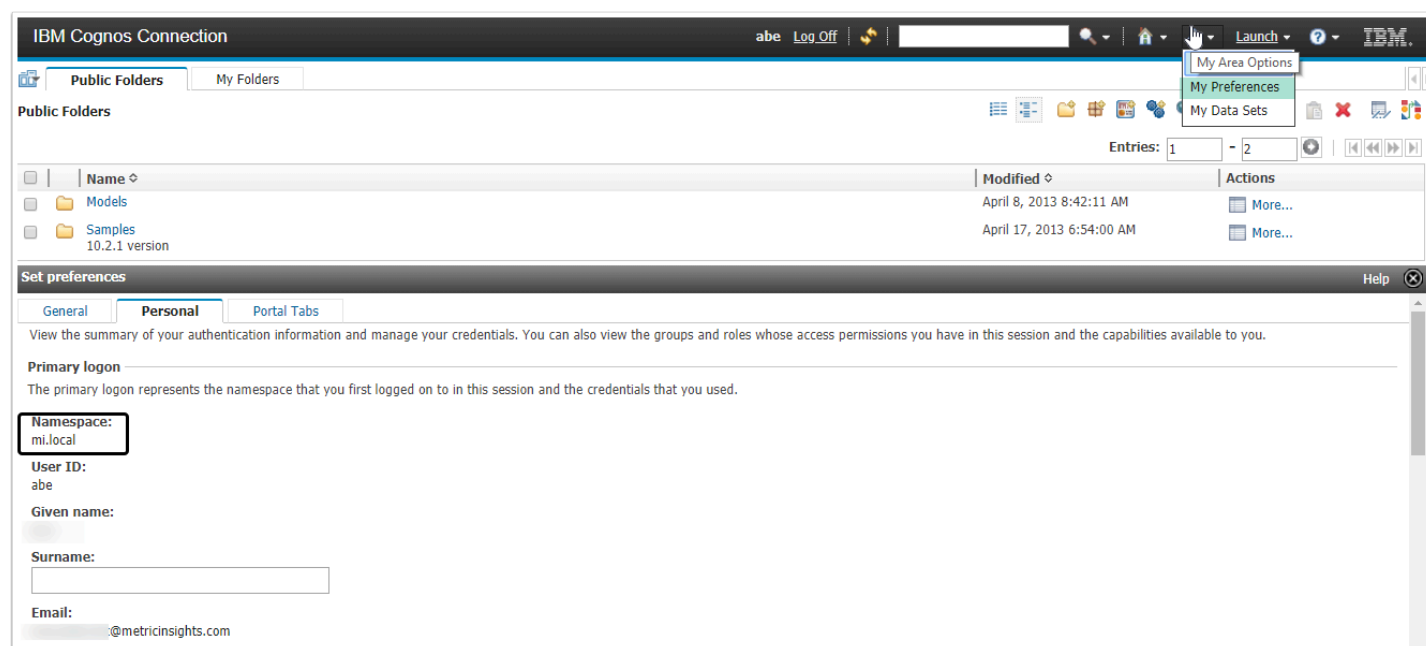 IBM Cognos Connection
abe Log Off Launch IBM.
My Area Options
Public Folders My Folders
My Preferences
Public Folders
My Data Sets
Entries: 1 - 2
Name Modified Actions
Models April 8, 2013 8:42:11 AM More...
Samples April 17, 2013 6:54:00 AM More...
10.2.1 version
Set preferences Help
General Personal Portal Tabs
View the summary of your authentication information and manage your credentials. You can also view the groups and roles whose access permissions you have in this session and the capabilities available to you.
Primary logon
The primary logon represents the namespace that you first logged on to in this session and the credentials that you used.
Namespace:
mi.local
User ID:
abe
Given name:
Surname:
Email:
@metricinsights.com